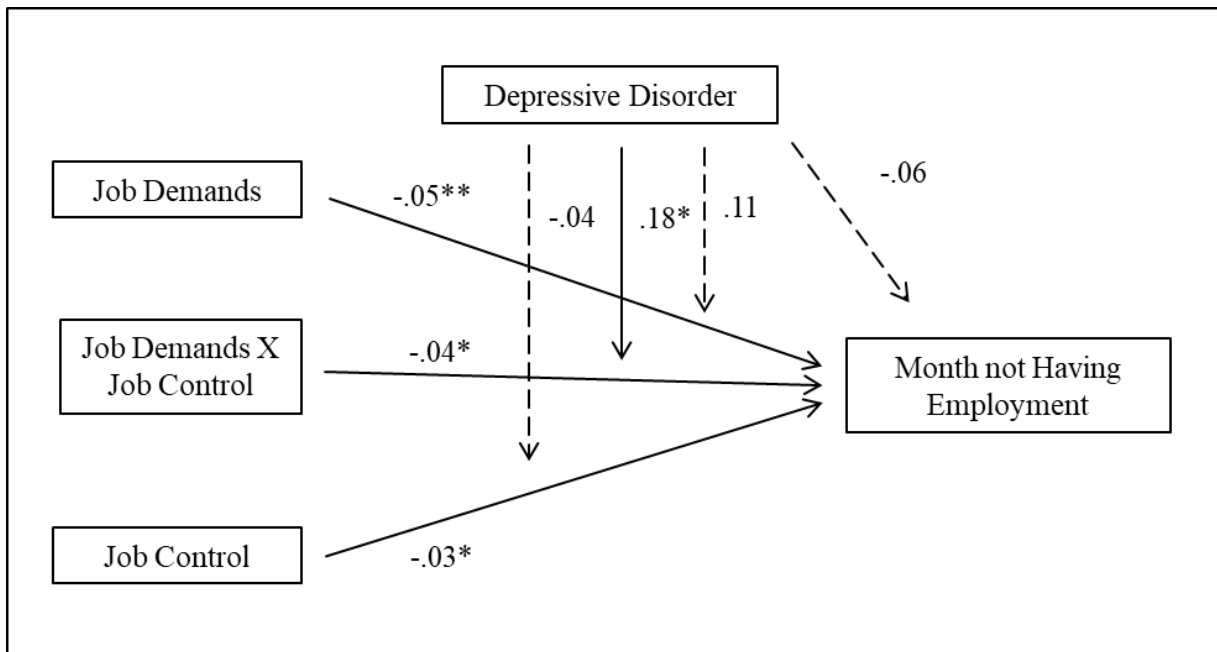 Depressive Disorder
Job Demands
-.05**
-.04
.18*
.11
-.06
Job Demands X
Job Control
-.04*
Month not Having
Employment
Job Control
-.03*